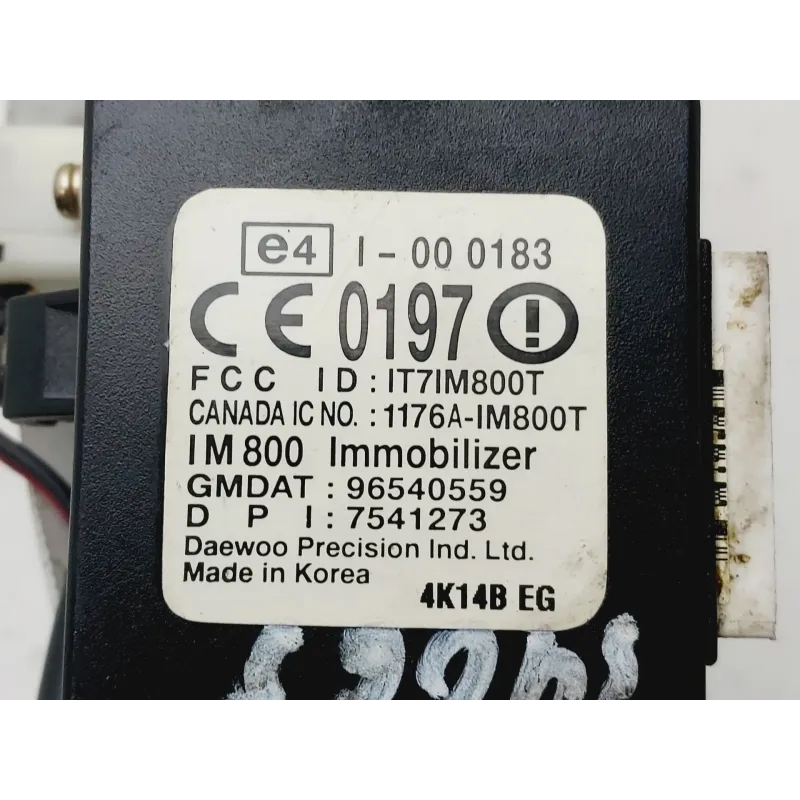 e4 I-00 0183
CE 0197 !
FCC ID: IT7IM800T
CANADA IC NO.: 1176A-IM800T
IM800 Immobilizer
GMDAT: 96540559
D P I: 7541273
Daewoo Precision Ind. Ltd.
Made in Korea
4K14B EG